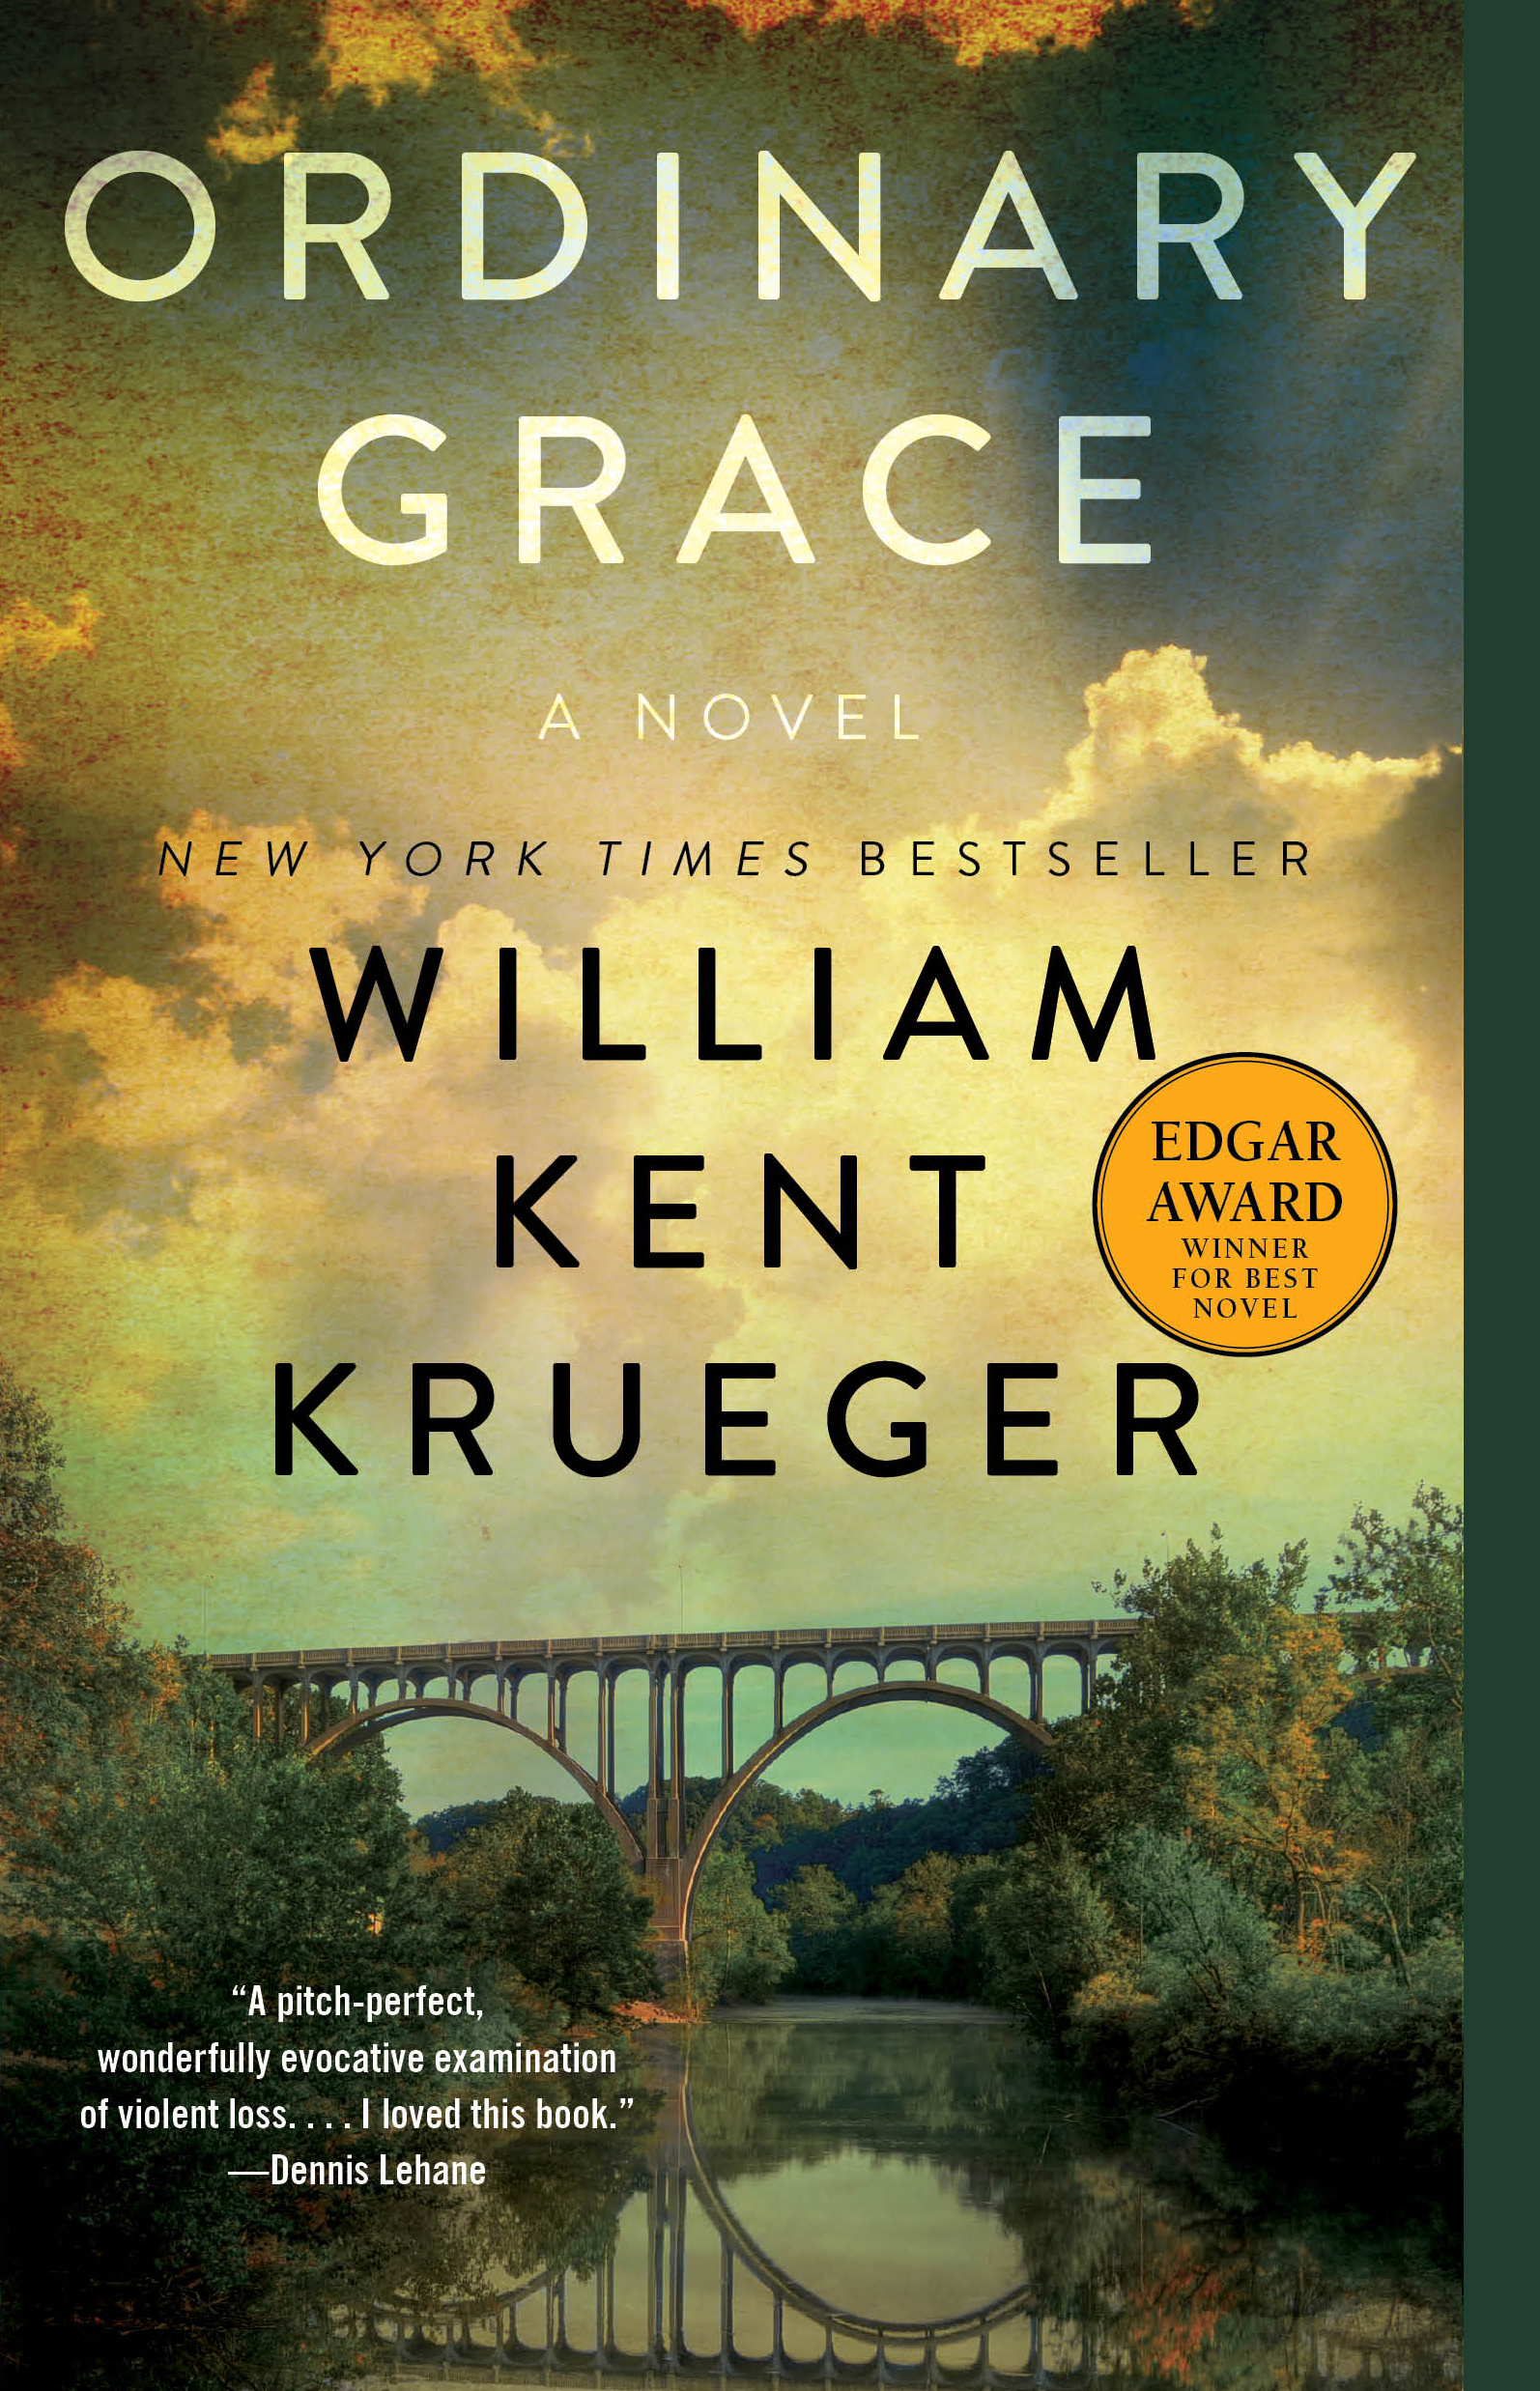 ORDINARY
GRACE
A NOVEL
NEW YORK TIMES BESTSELLER
WILLIAM
KENT
KRUEGER
EDGAR
AWARD
WINNER
FOR BEST
NOVEL
“A pitch-perfect,
wonderfully evocative examination
of violent loss. . . . I loved this book.”
—Dennis Lehane